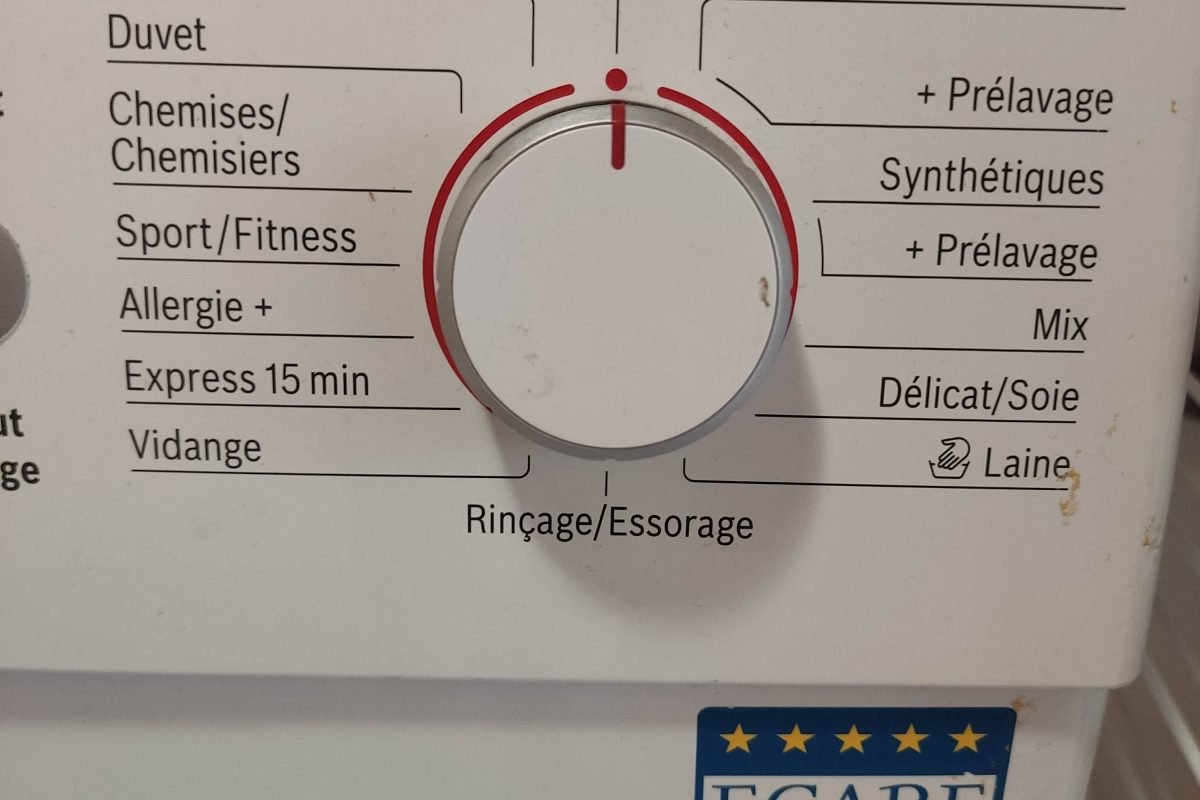 Duvet
Chemises/
Chemisiers
Sport/Fitness
Allergie +
Express 15 min
Vidange
Rinçage/Essorage
+ Prélavage
Synthétiques
+ Prélavage
Mix
Délicat/Soie
Laine
ut
ge